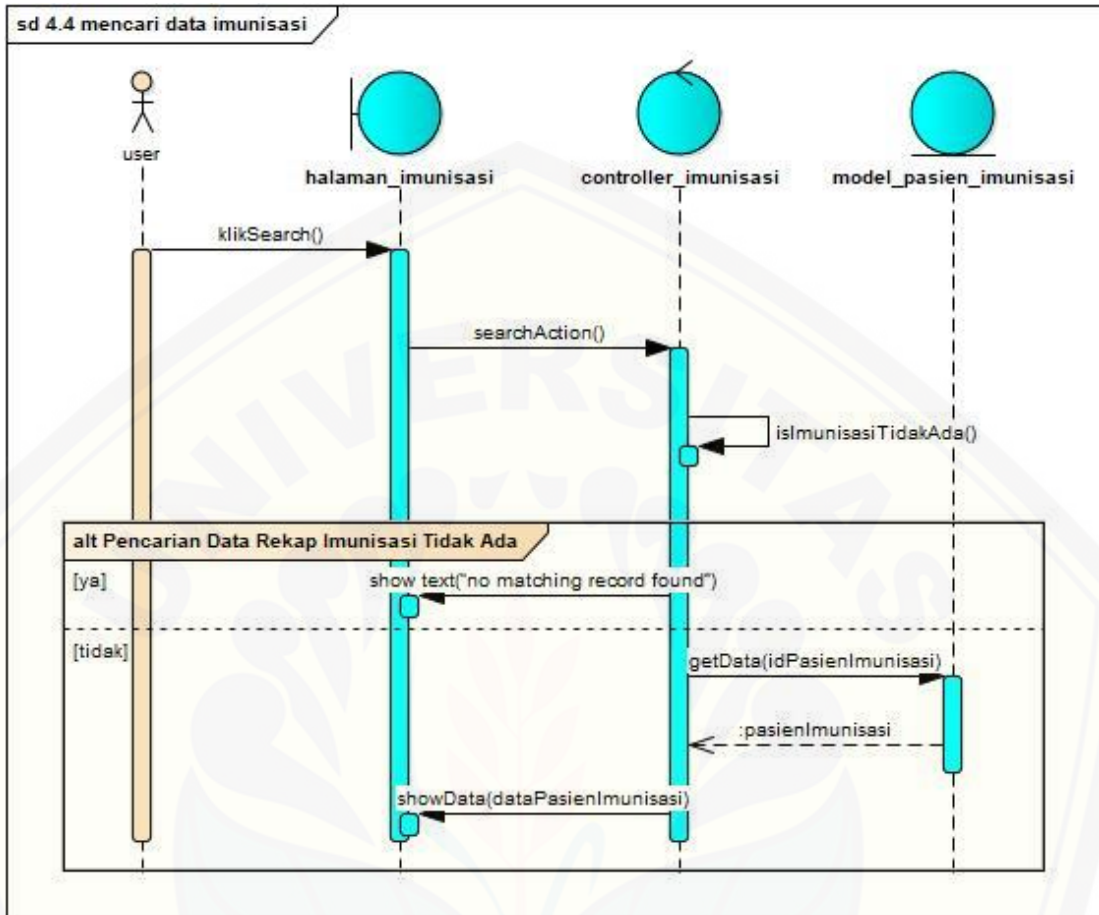 sd 4.4 mencari data imunisasi
user
halaman_imunisasi
controller_imunisasi
model_pasien_imunisasi
klikSearch()
searchAction()
isImunisasiTidakAda()
alt Pencarian Data Rekap Imunisasi Tidak Ada
[ya]
show text("no matching record found")
[tidak]
getData(idPasienImunisasi)
:pasienImunisasi
showData(dataPasienImunisasi)
UNIVERSITAS